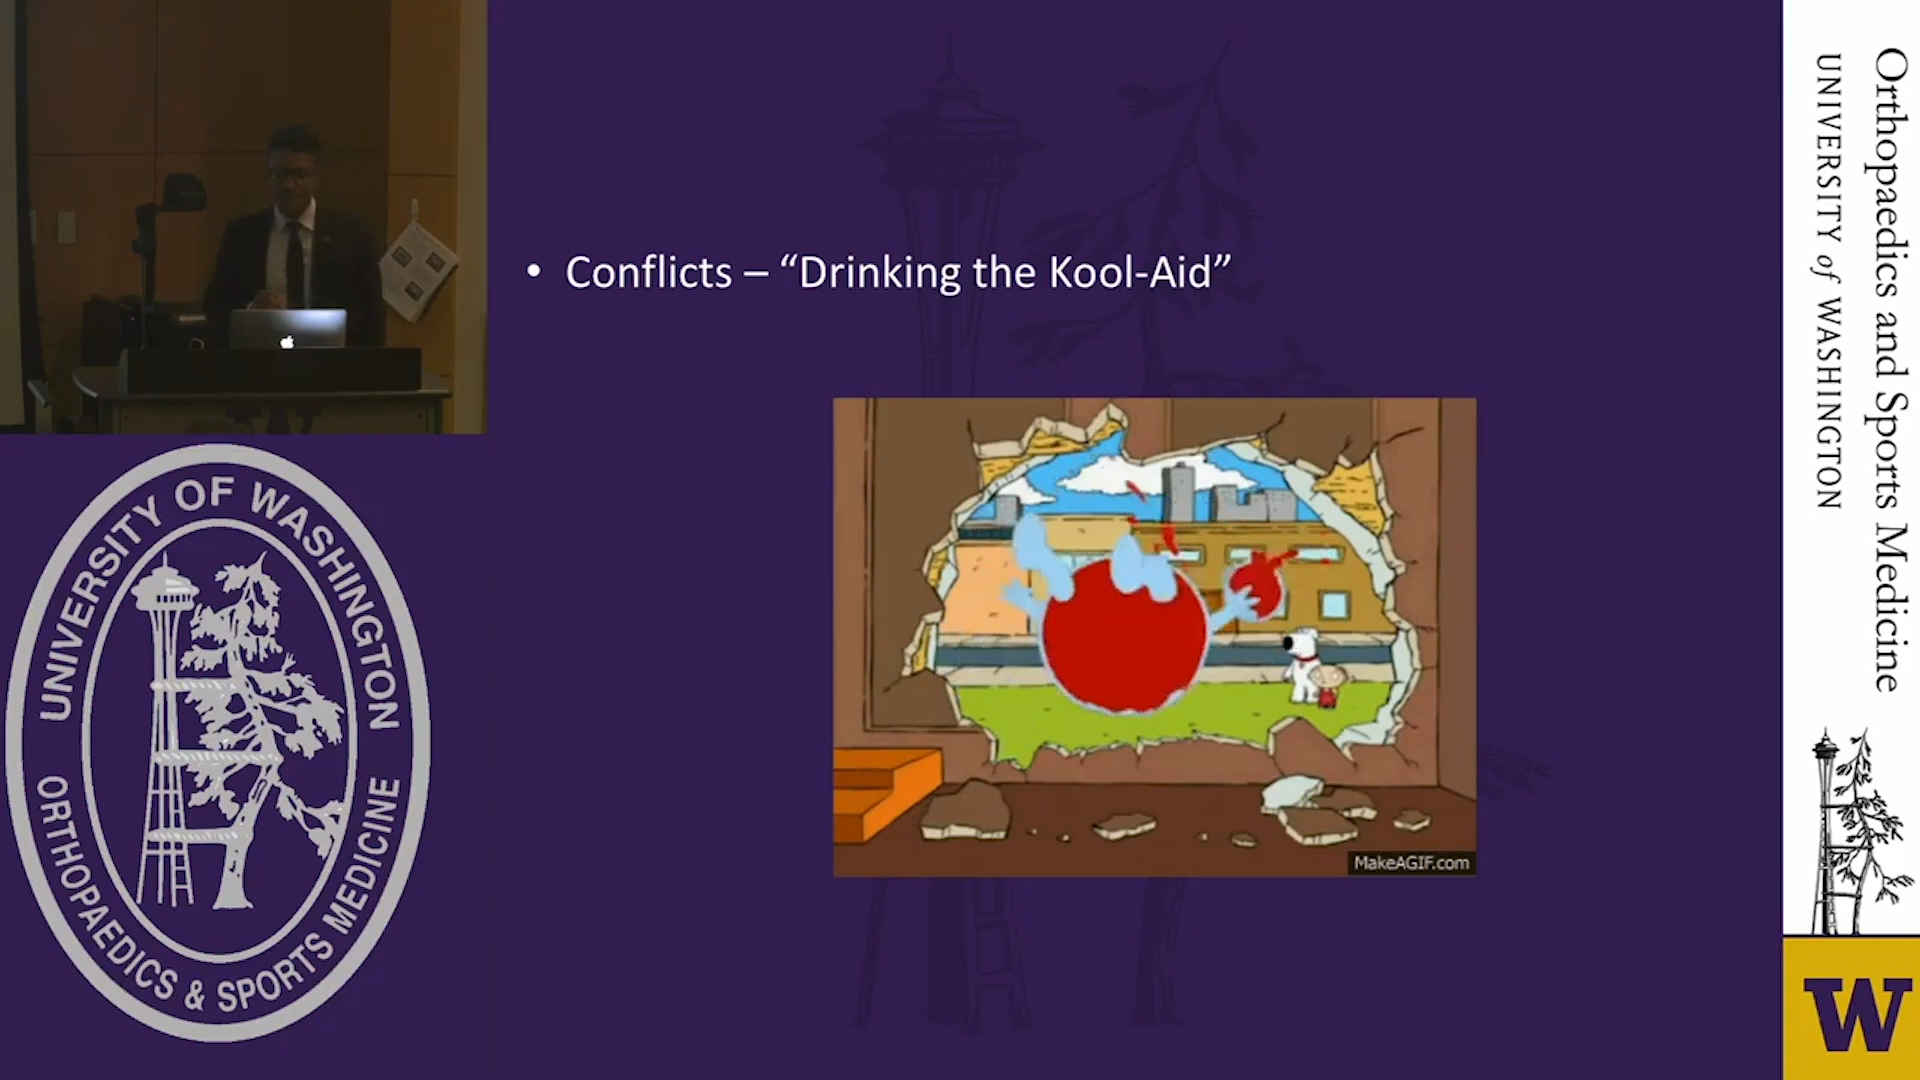 • Conflicts – “Drinking the Kool-Aid”
MakeAGIF.com
UNIVERSITY OF WASHINGTON
ORTHOPAEDICS & SPORTS MEDICINE
Orthopaedics and Sports Medicine
UNIVERSITY of WASHINGTON
W